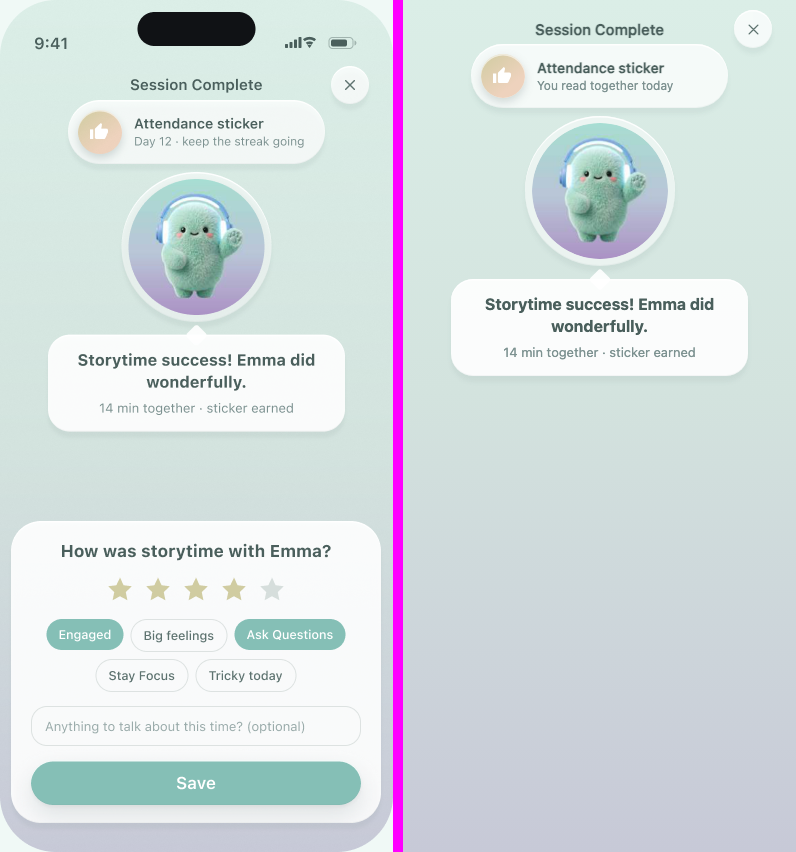 9:41
Session Complete
Attendance sticker
Day 12 · keep the streak going
Storytime success! Emma did
wonderfully.
14 min together · sticker earned
How was storytime with Emma?
Engaged
Big feelings
Ask Questions
Stay Focus
Tricky today
Anything to talk about this time? (optional)
Save
Session Complete
Attendance sticker
You read together today
Storytime success! Emma did
wonderfully.
14 min together · sticker earned